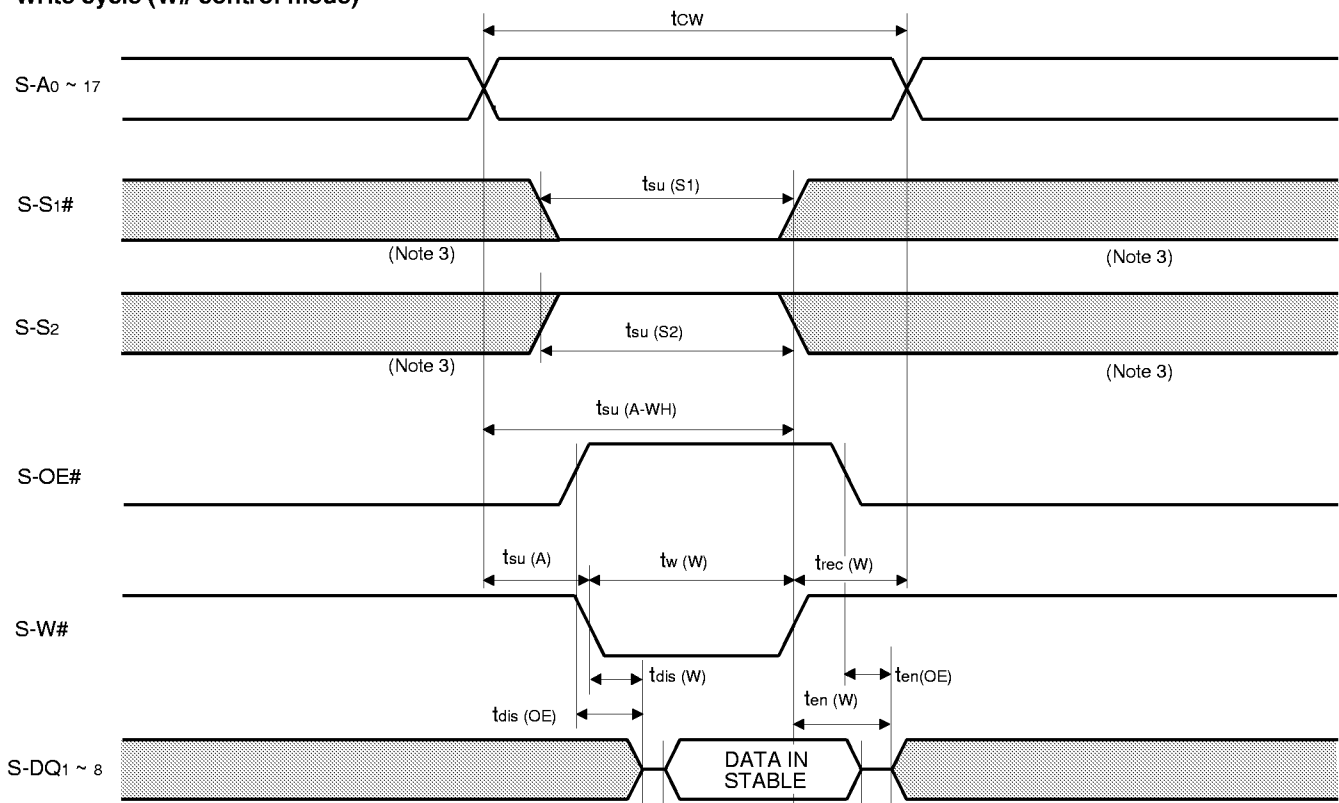 write cycle (W# control mode)
tCW
S-A0 ~ 17
tsu (S1)
S-S1#
(Note 3) (Note 3)
S-S2
tsu (S2)
(Note 3) (Note 3)
tsu (A-WH)
S-OE#
tsu (A) tw (W) trec (W)
S-W#
tdis (W) ten(OE)
tdis (OE) ten (W)
S-DQ1 ~ 8
DATA IN
STABLE